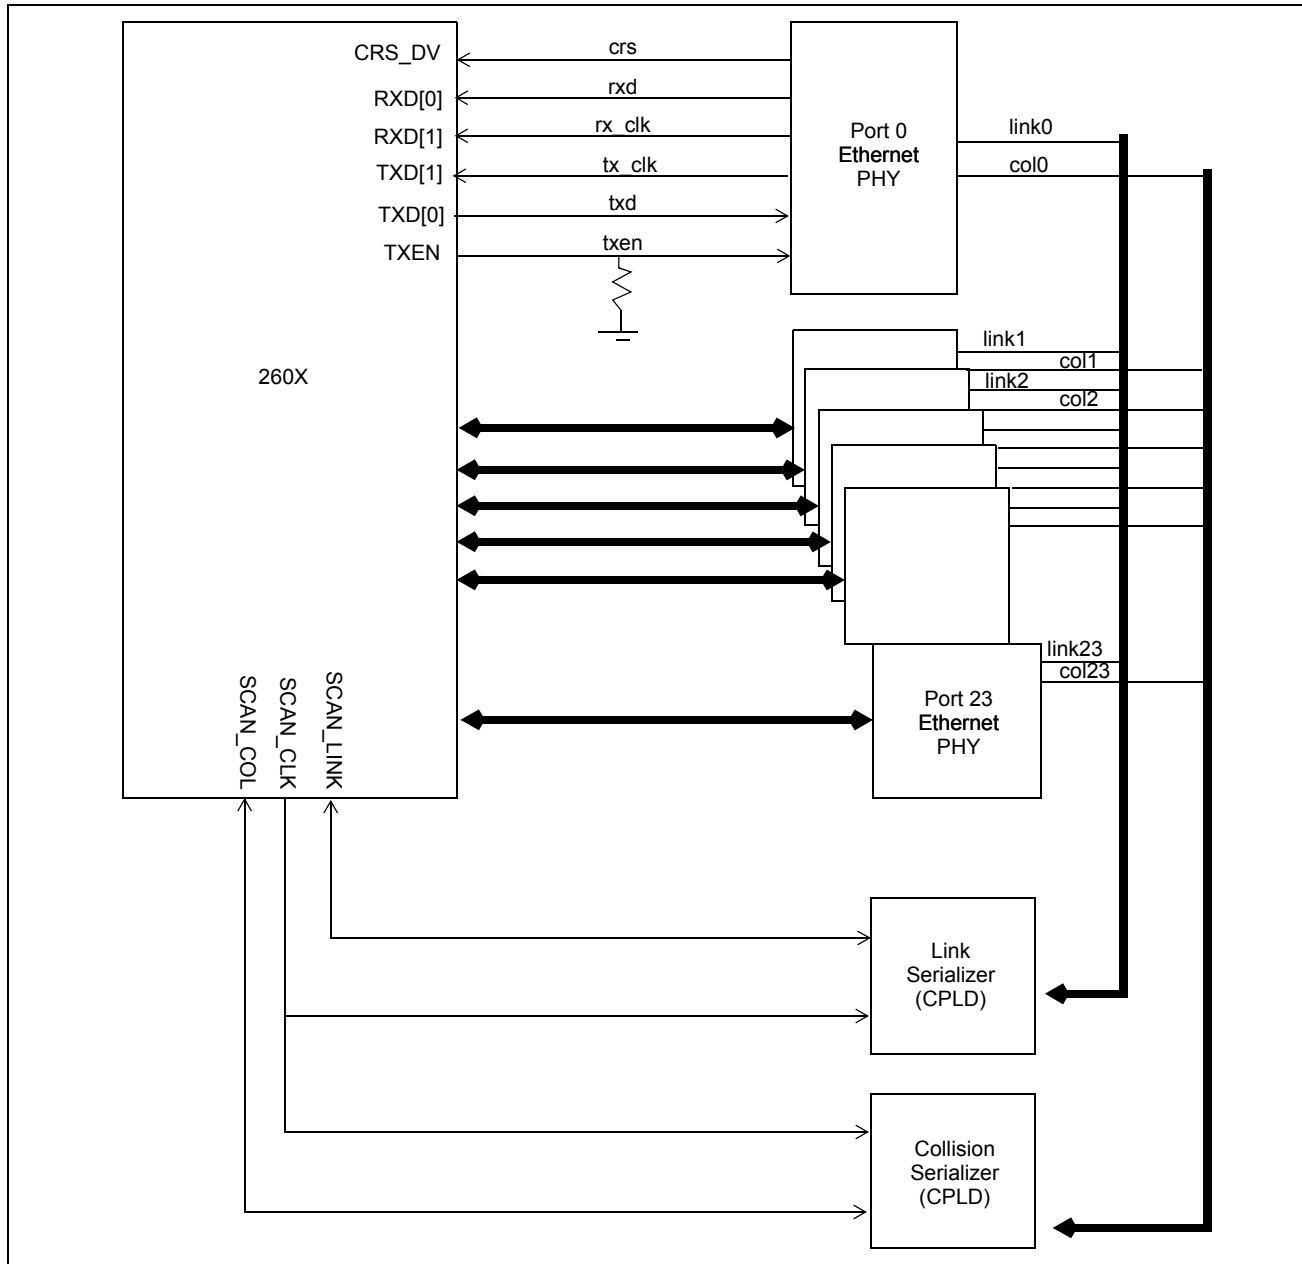 CRS_DV
crs
RXD[0]
rxd
RXD[1]
rx_clk
TXD[1]
tx_clk
TXD[0]
txd
TXEN
txen
Port 0
Ethernet
PHY
link0
col0
260X
link1
col1
link2
col2
link23
col23
Port 23
Ethernet
PHY
SCAN_COL
SCAN_CLK
SCAN_LINK
Link
Serializer
(CPLD)
Collision
Serializer
(CPLD)